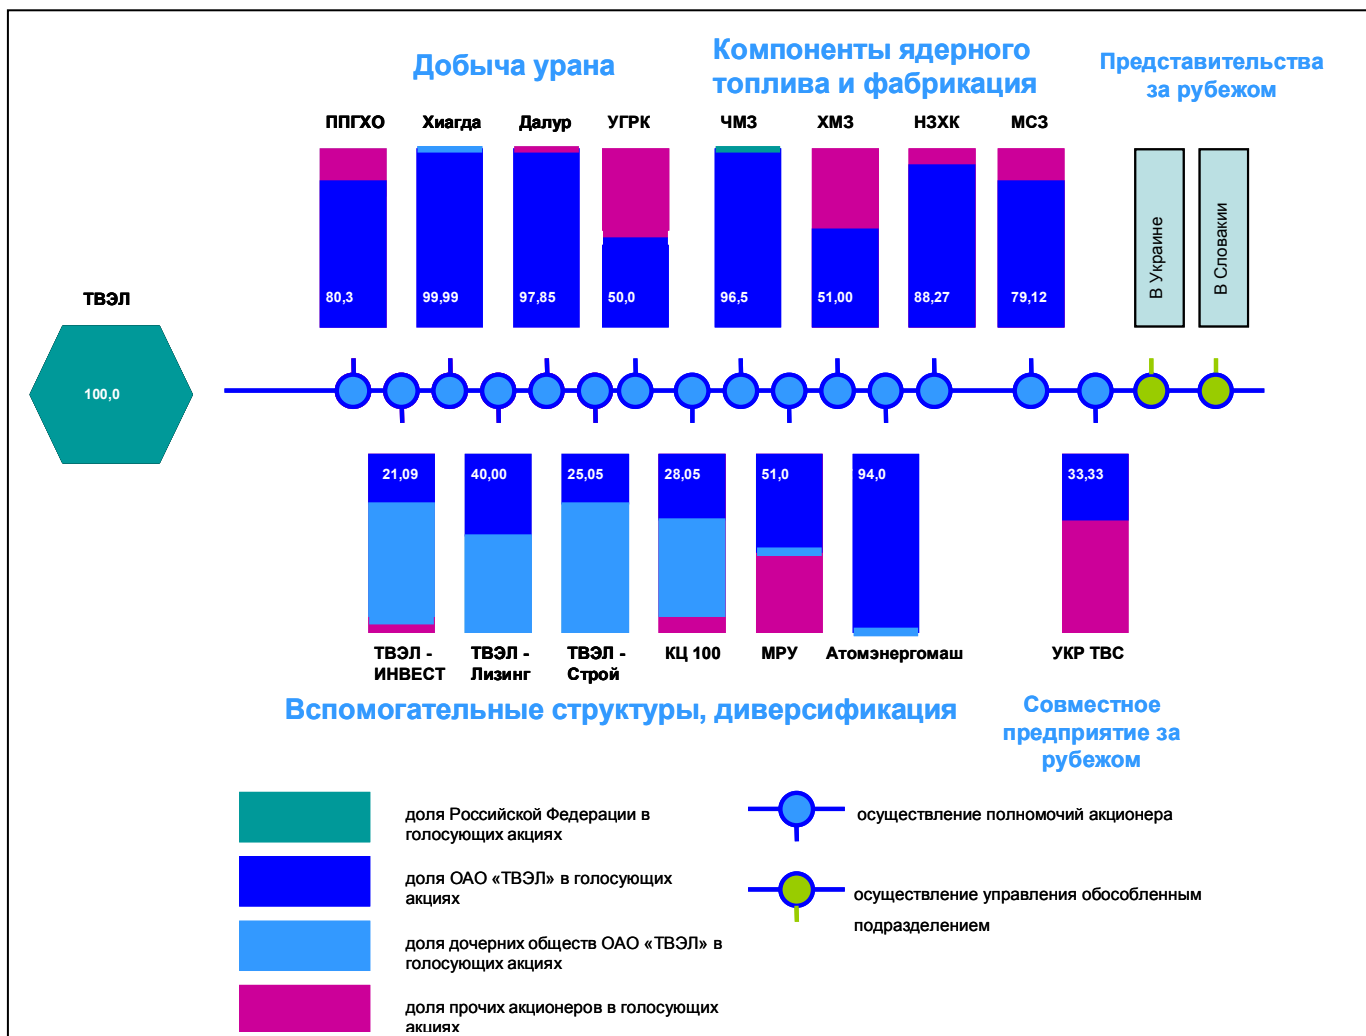 Добыча урана
Компоненты ядерного
топлива и фабрикация
Представительства
за рубежом
ППГХО
Хиагда
Далур
УГРК
ЧМЗ
ХМЗ
НЗХК
МСЗ
80,3
99,99
97,85
50,0
96,5
51,00
88,27
79,12
В Украине
В Словакии
ТВЭЛ
100,0
21,09
40,00
25,05
28,05
51,0
94,0
33,33
ТВЭЛ -
ИНВЕСТ
ТВЭЛ -
Лизинг
ТВЭЛ -
Строй
КЦ 100
МРУ
Атомэнергомаш
УКР ТВС
Вспомогательные структуры, диверсификация
Совместное
предприятие за
рубежом
доля Российской Федерации в
голосующих акциях
доля ОАО «ТВЭЛ» в голосующих
акциях
доля дочерних обществ ОАО «ТВЭЛ» в
голосующих акциях
доля прочих акционеров в голосующих
акциях
осуществление полномочий акционера
осуществление управления обособленным
подразделением